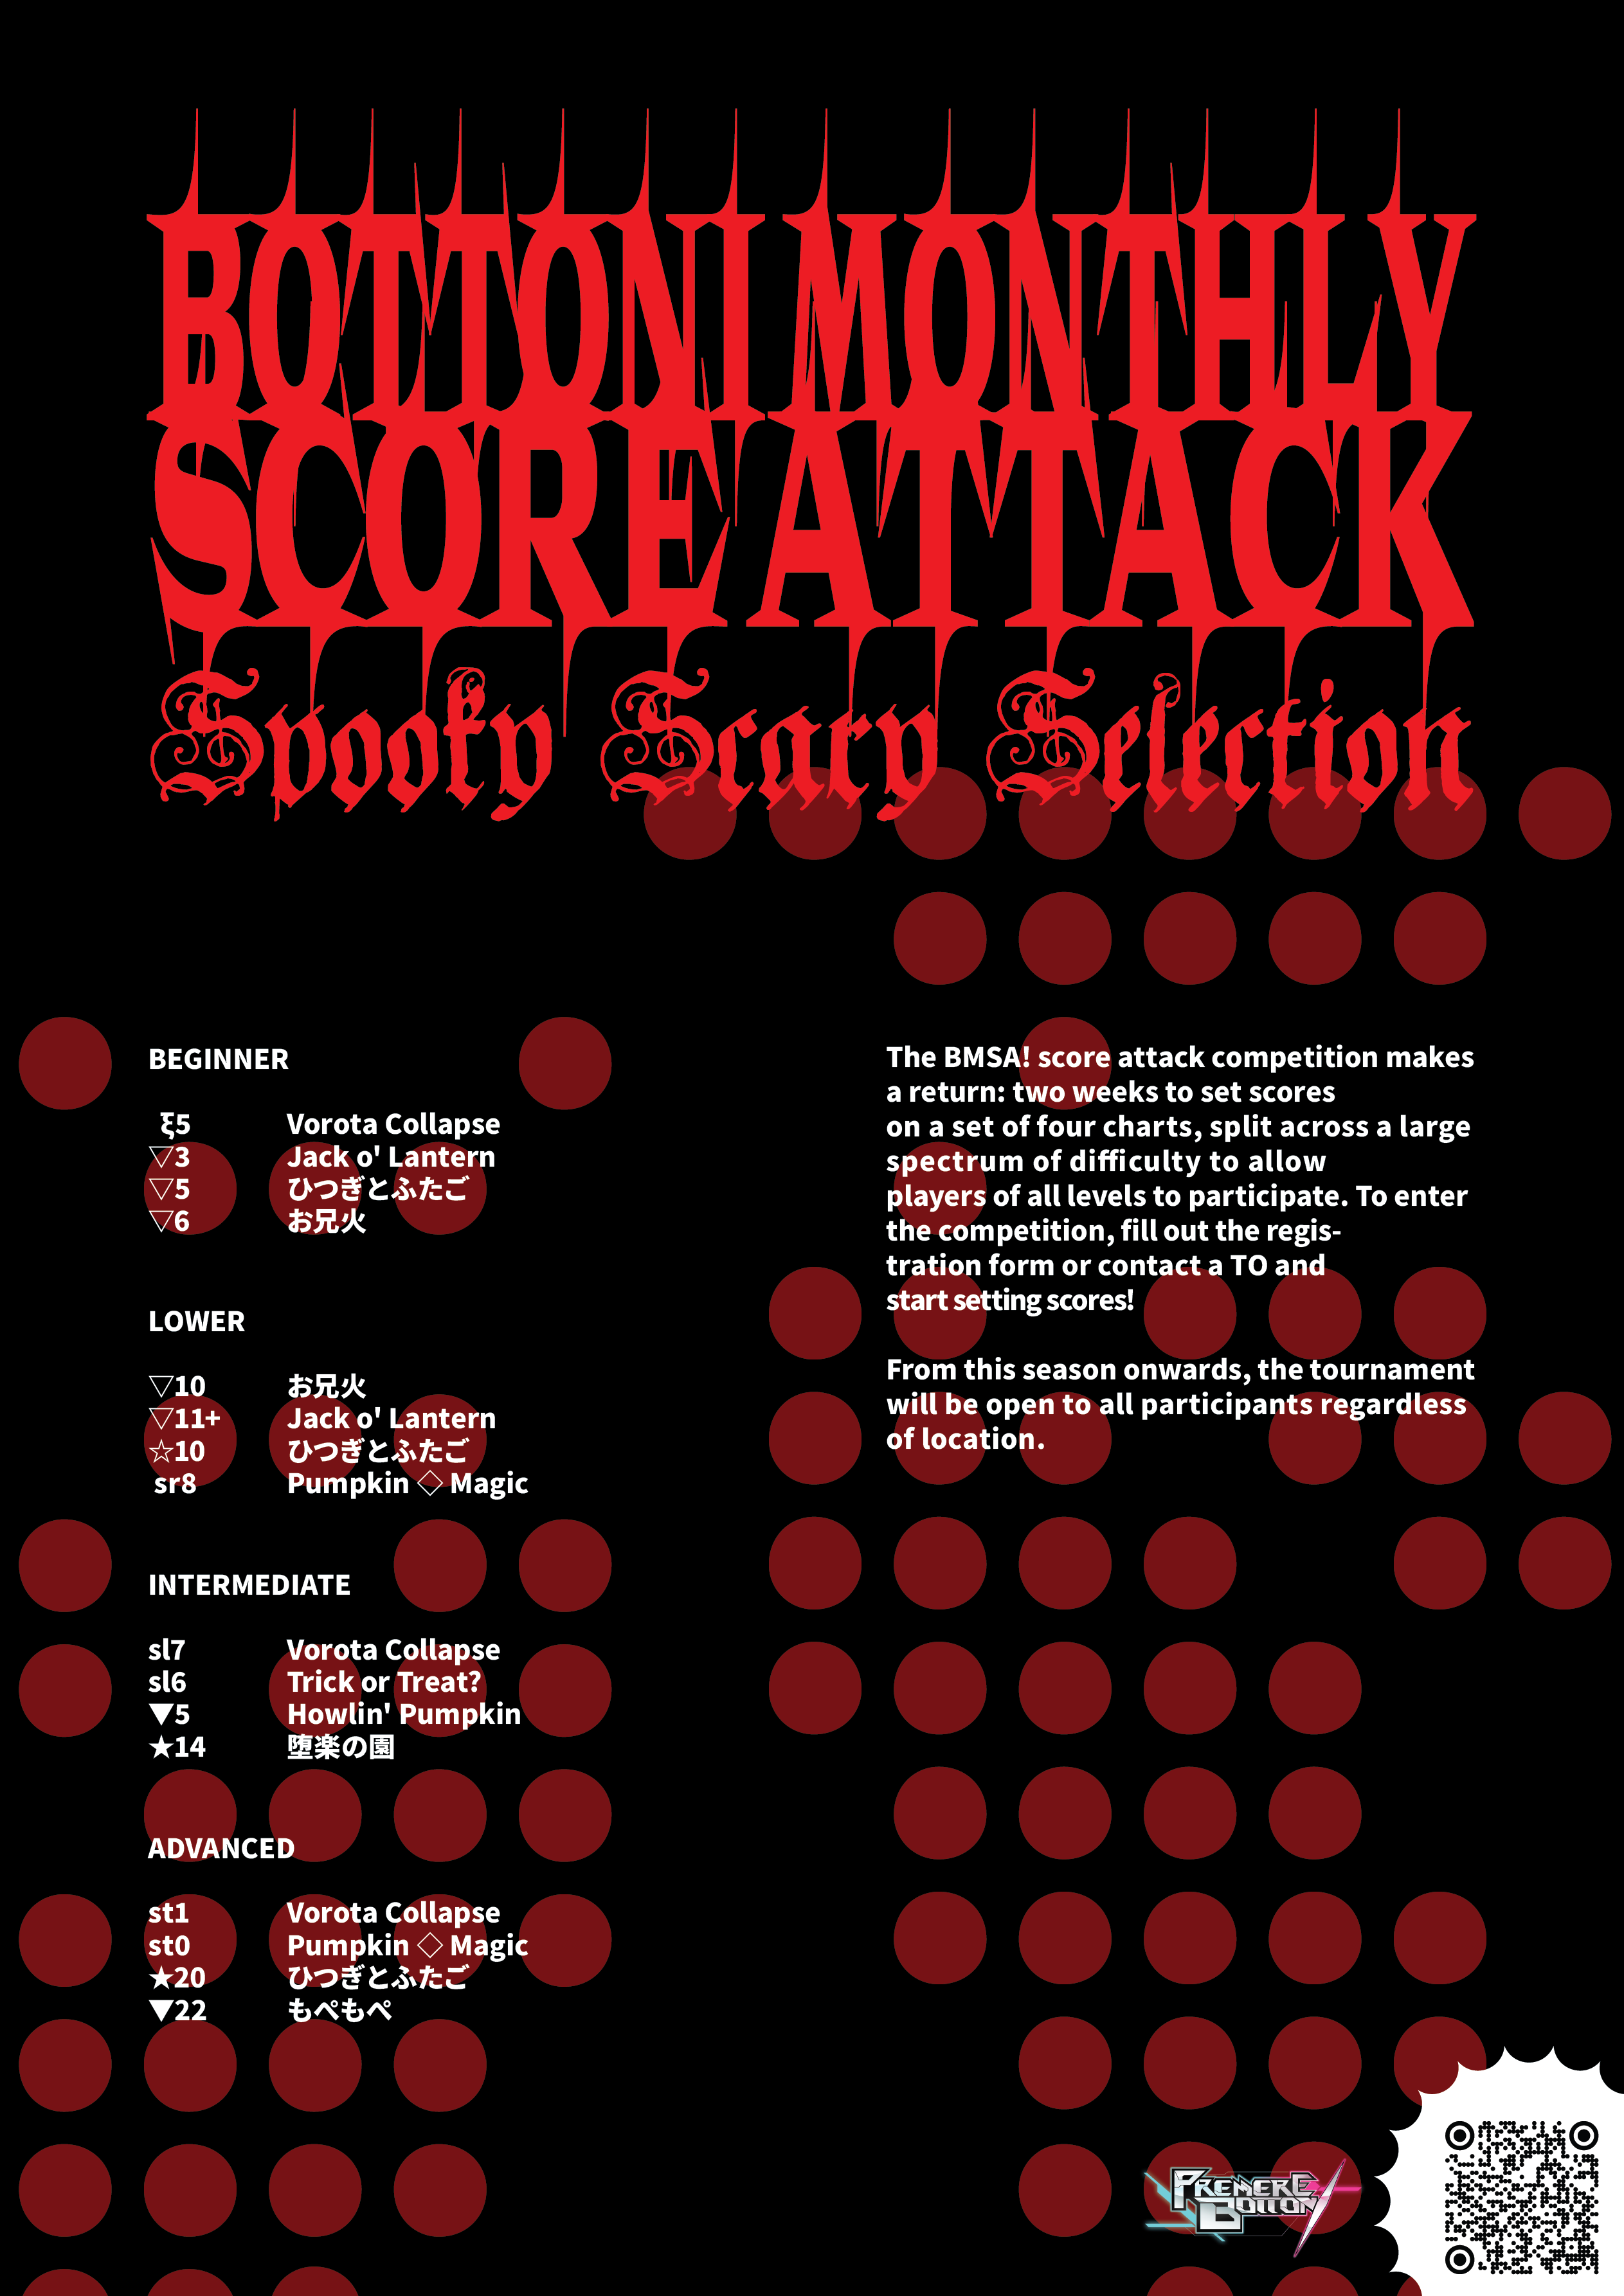 BOTTONI MONTHLY
SCORE ATTACK
Spooky Scary Selection
BEGINNER
ξ5 Vorota Collapse
▽3 Jack o' Lantern
▽5 ひつぎとふたご
▽6 お兄火
LOWER
▽10 お兄火
▽11+ Jack o' Lantern
☆10 ひつぎとふたご
sr8 Pumpkin ◇ Magic
INTERMEDIATE
sl7 Vorota Collapse
sl6 Trick or Treat?
▼5 Howlin' Pumpkin
★14 堕楽の園
ADVANCED
st1 Vorota Collapse
st0 Pumpkin ◇ Magic
★20 ひつぎとふたご
▼22 もぺもぺ
The BMSA! score attack competition makes
a return: two weeks to set scores
on a set of four charts, split across a large
spectrum of difficulty to allow
players of all levels to participate. To enter
the competition, fill out the regis-
tration form or contact a TO and
start setting scores!
From this season onwards, the tournament
will be open to all participants regardless
of location.
PREMERE
BOTTON